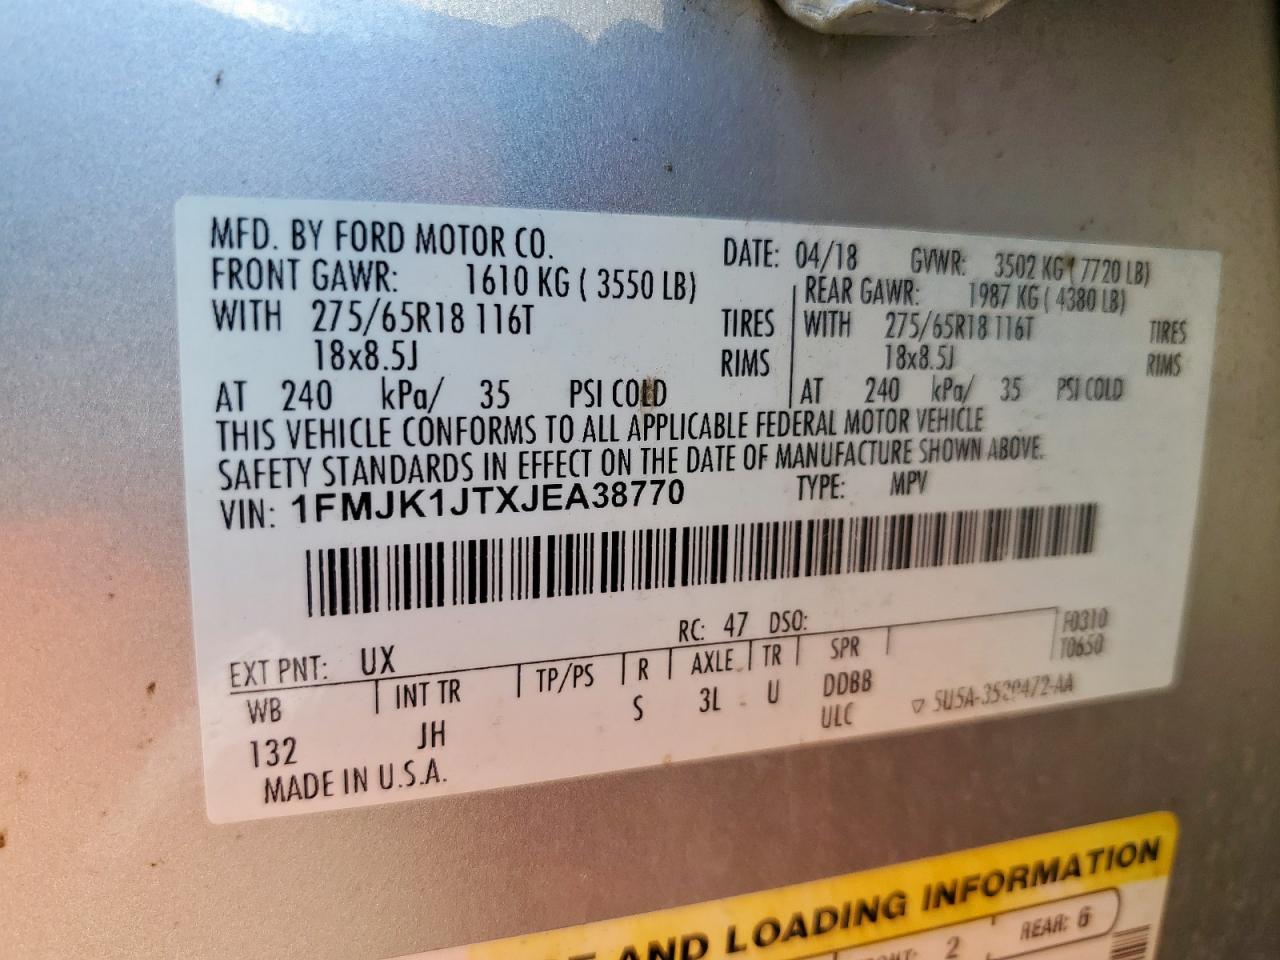 MFD. BY FORD MOTOR CO. DATE: 04/18 GVWR: 3502 KG ( 7720 LB)
FRONT GAWR: 1610 KG ( 3550 LB) REAR GAWR: 1987 KG ( 4380 LB)
WITH 275/65R18 116T TIRES WITH 275/65R18 116T TIRES
18x8.5J RIMS 18x8.5J RIMS
AT 240 kPa/ 35 PSI COLD AT 240 kPa/ 35 PSI COLD
THIS VEHICLE CONFORMS TO ALL APPLICABLE FEDERAL MOTOR VEHICLE
SAFETY STANDARDS IN EFFECT ON THE DATE OF MANUFACTURE SHOWN ABOVE.
VIN: 1FMJK1JTXJEA38770 TYPE: MPV
EXT PNT: UX RC: 47 DSO: F0310
T0650
WB INT TR TP/PS R AXLE TR SPR
132 JH S 3L U DDBB
ULC
MADE IN U.S.A.
AND LOADING INFORMATION
2 REAR: 6